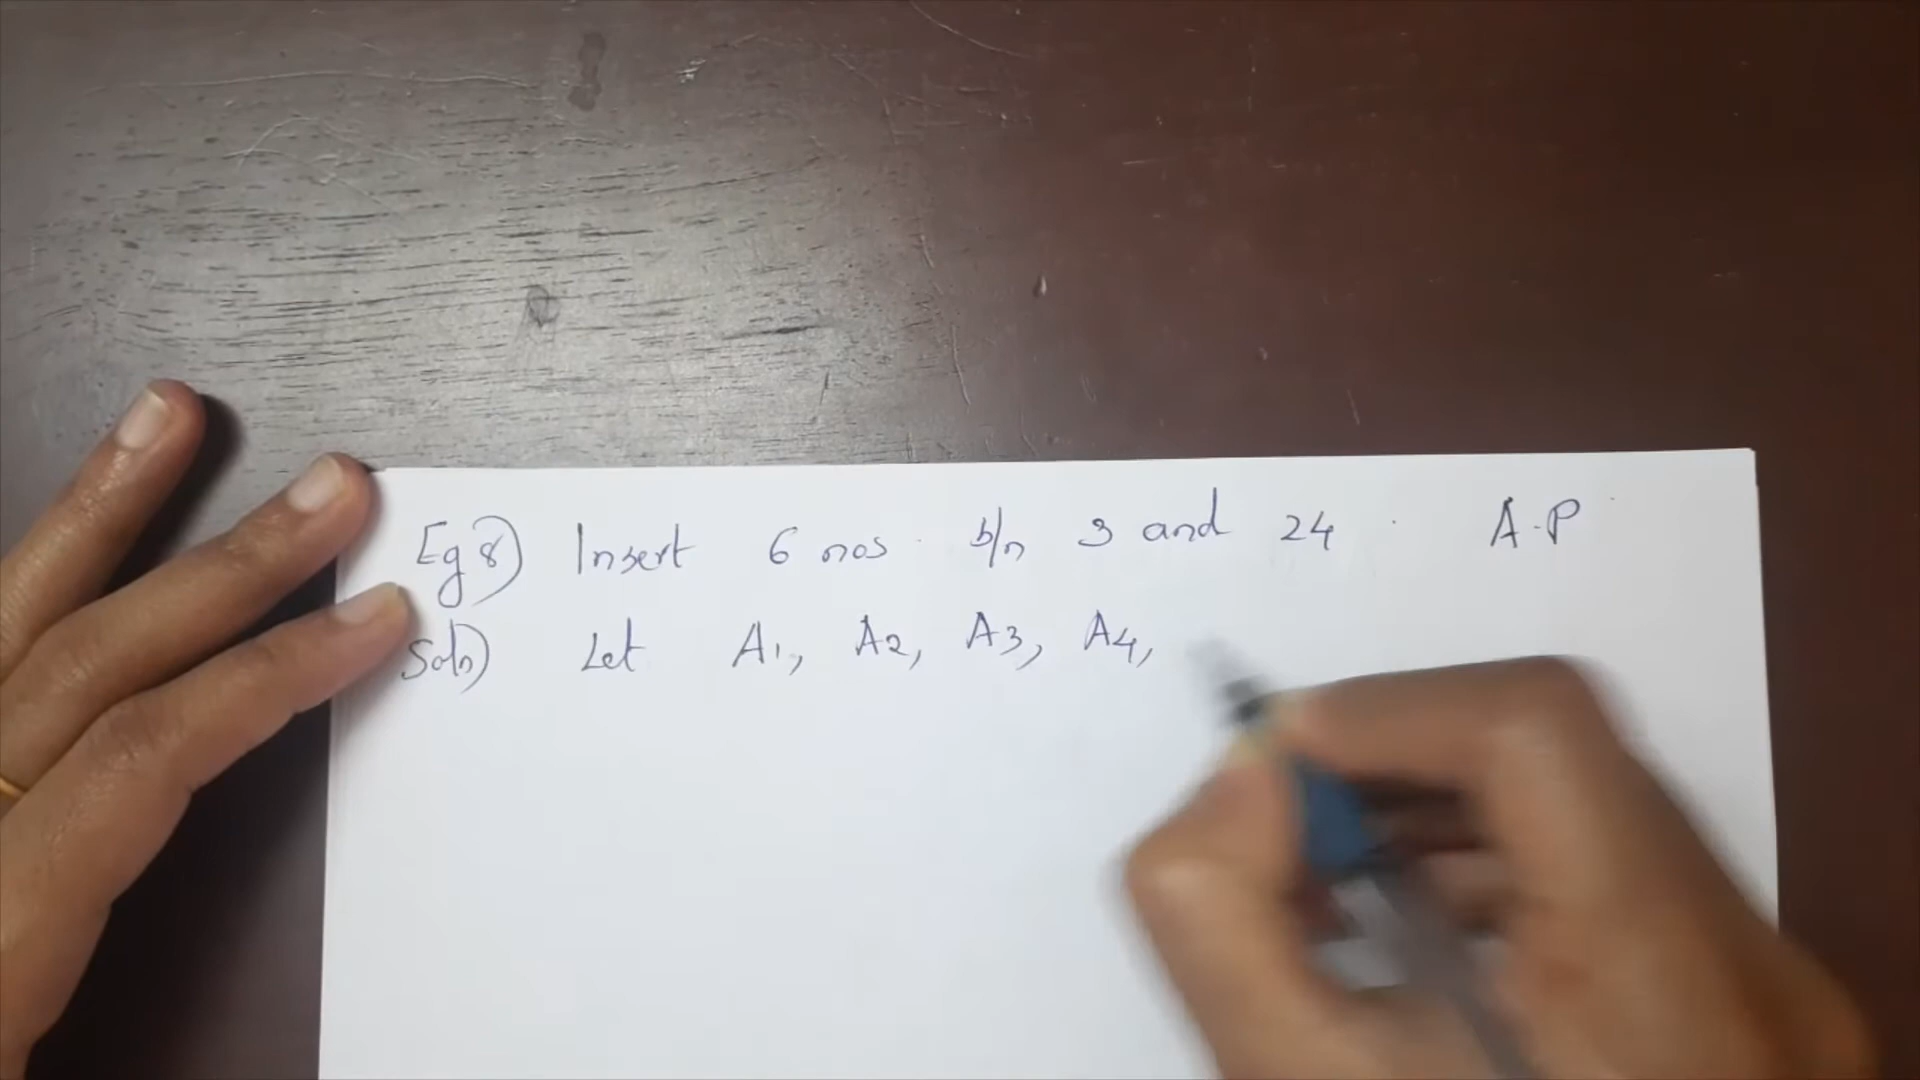 Eg 8) Insert 6 nos. b/n 3 and 24. A.P
Soln) Let A1, A2, A3, A4,